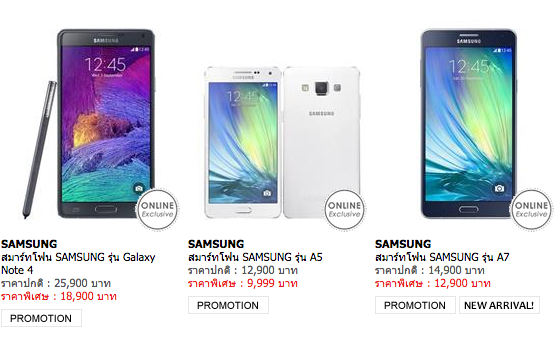 SAMSUNG
12:45
ONLINE
Exclusive
SAMSUNG
สมาร์ทโฟน SAMSUNG รุ่น Galaxy
Note 4
ราคาปกติ : 25,900 บาท
ราคาพิเศษ : 18,900 บาท
PROMOTION
SAMSUNG
12:30
SAMSUNG
ONLINE
Exclusive
SAMSUNG
สมาร์ทโฟน SAMSUNG รุ่น A5
ราคาปกติ : 12,900 บาท
ราคาพิเศษ : 9,999 บาท
PROMOTION
SAMSUNG
12:30
ONLINE
Exclusive
SAMSUNG
สมาร์ทโฟน SAMSUNG รุ่น A7
ราคาปกติ : 14,900 บาท
ราคาพิเศษ : 12,900 บาท
PROMOTION
NEW ARRIVAL!